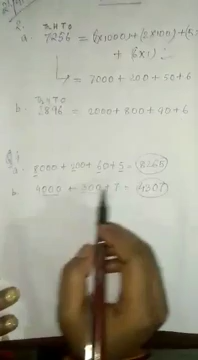 2. Th H T O
a. 7256 = (7×1000) + (2×100) + (5
+ (6×1)
= 7000 + 200 + 50 + 6
Th H T O
b. 2896 = 2000 + 800 + 90 + 6
a. 8000 + 200 + 60 + 5 = 8265
b. 4000 + 300 + 7 = 4307